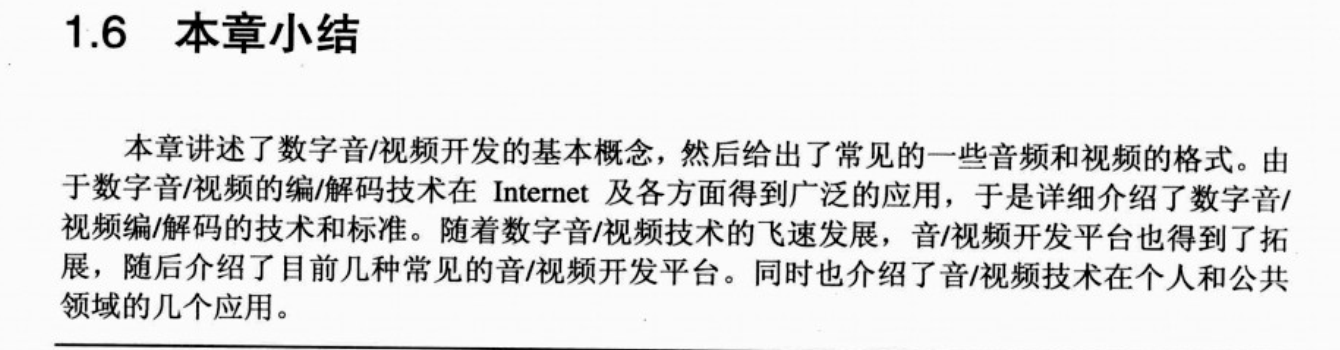 1.6 本章小结
本章讲述了数字音/视频开发的基本概念，然后给出了常见的一些音频和视频的格式。由
于数字音/视频的编/解码技术在 Internet 及各方面得到广泛的应用，于是详细介绍了数字音/
视频编/解码的技术和标准。随着数字音/视频技术的飞速发展，音/视频开发平台也得到了拓
展，随后介绍了目前几种常见的音/视频开发平台。同时也介绍了音/视频技术在个人和公共
领域的几个应用。